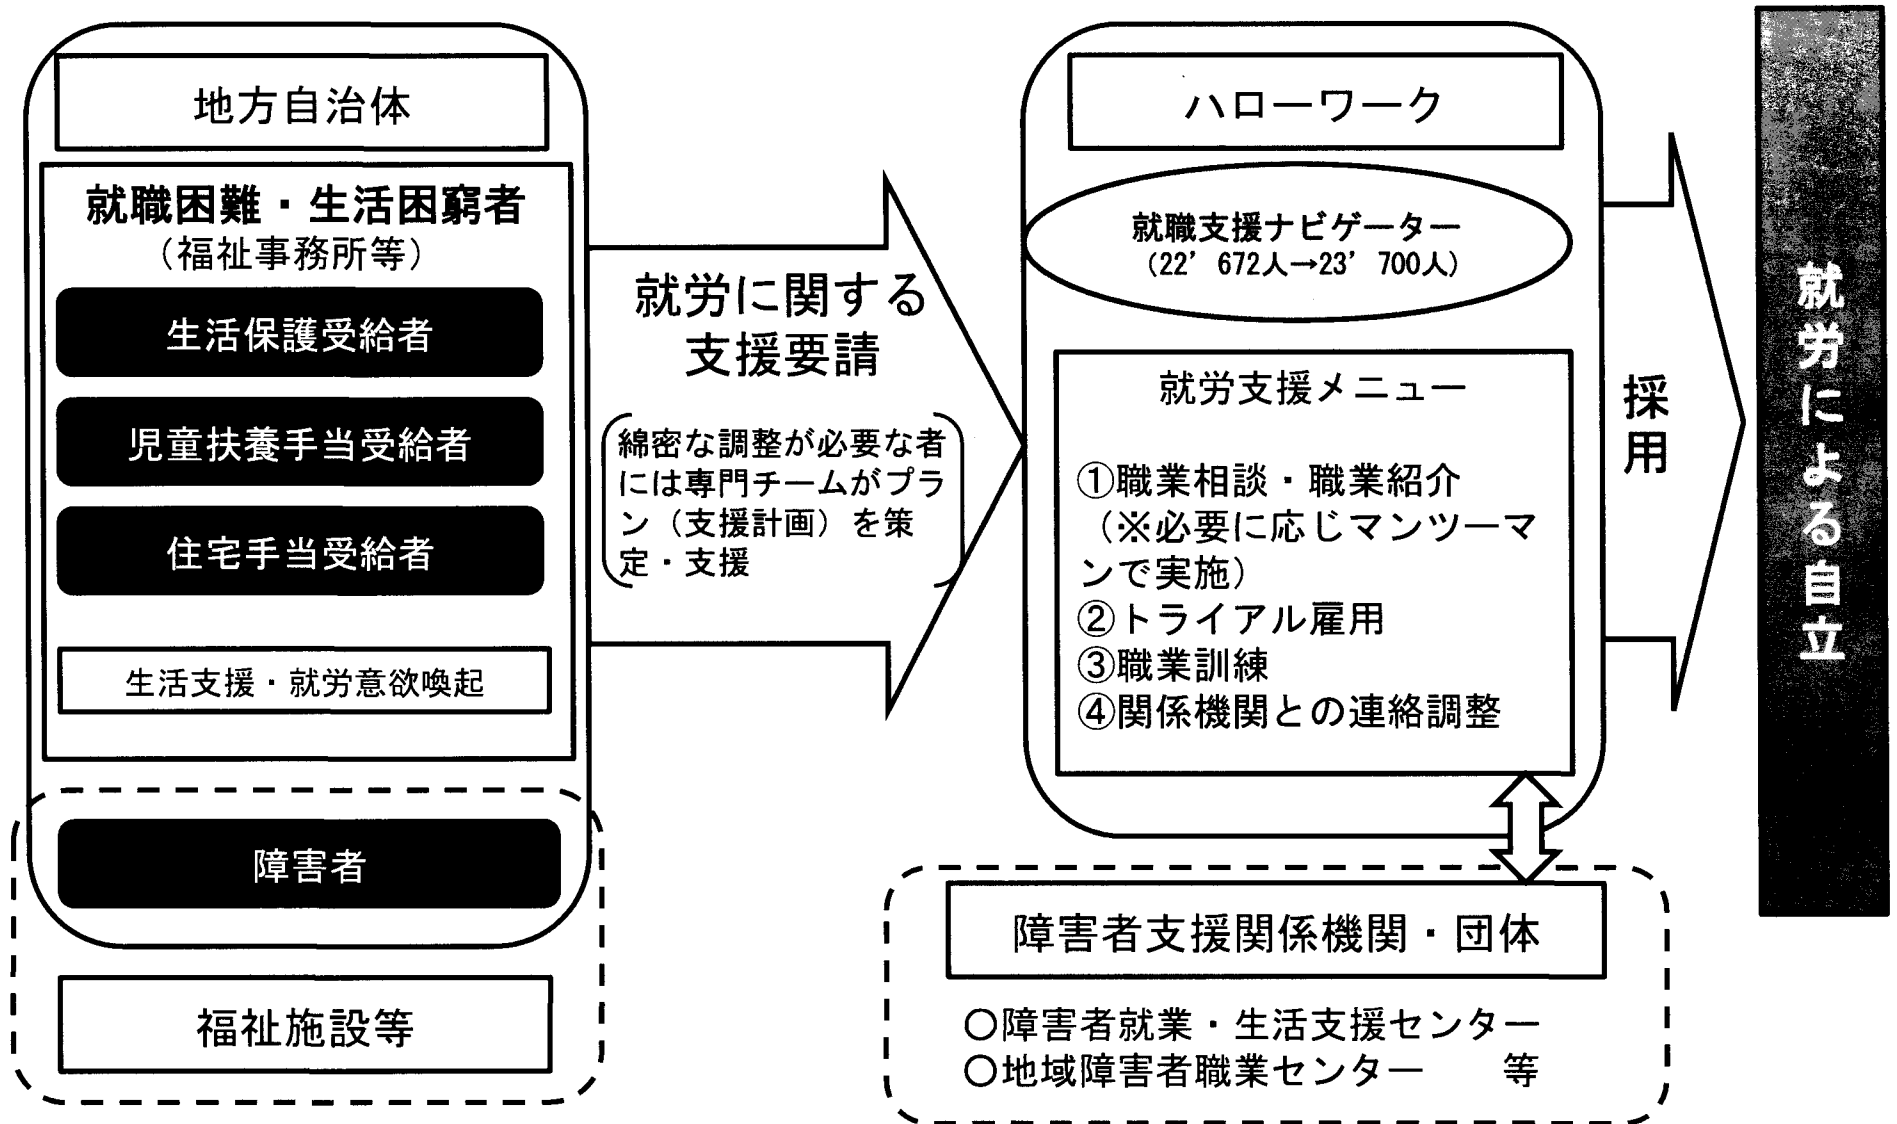 地方自治体
就職困難・生活困窮者
（福祉事務所等）
生活保護受給者
児童扶養手当受給者
住宅手当受給者
生活支援・就労意欲喚起
障害者
福祉施設等
就労に関する
支援要請
綿密な調整が必要な者
には専門チームがプラ
ン（支援計画）を策
定・支援
ハローワーク
就職支援ナビゲーター
（22’672人→23’700人）
就労支援メニュー
①職業相談・職業紹介
（※必要に応じマンツーマ
ンで実施）
②トライアル雇用
③職業訓練
④関係機関との連絡調整
障害者支援関係機関・団体
○障害者就業・生活支援センター
○地域障害者職業センター　等
採用
就労による自立